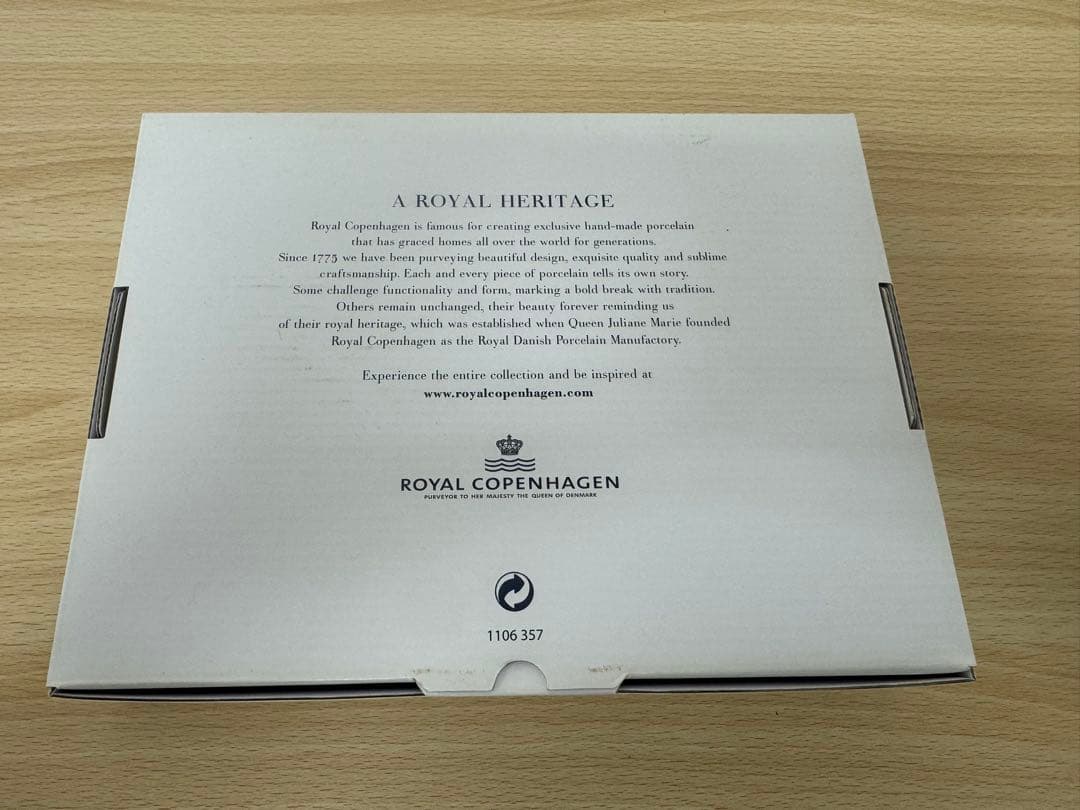 A ROYAL HERITAGE
Royal Copenhagen is famous for creating exclusive hand-made porcelain
that has graced homes all over the world for generations.
Since 1775 we have been purveying beautiful design, exquisite quality and sublime
craftsmanship. Each and every piece of porcelain tells its own story.
Some challenge functionality and form, marking a bold break with tradition.
Others remain unchanged, their beauty forever reminding us
of their royal heritage, which was established when Queen Juliane Marie founded
Royal Copenhagen as the Royal Danish Porcelain Manufactory.
Experience the entire collection and be inspired at
www.royalcopenhagen.com
ROYAL COPENHAGEN
PURVEYOR TO HER MAJESTY THE QUEEN OF DENMARK
1106 357